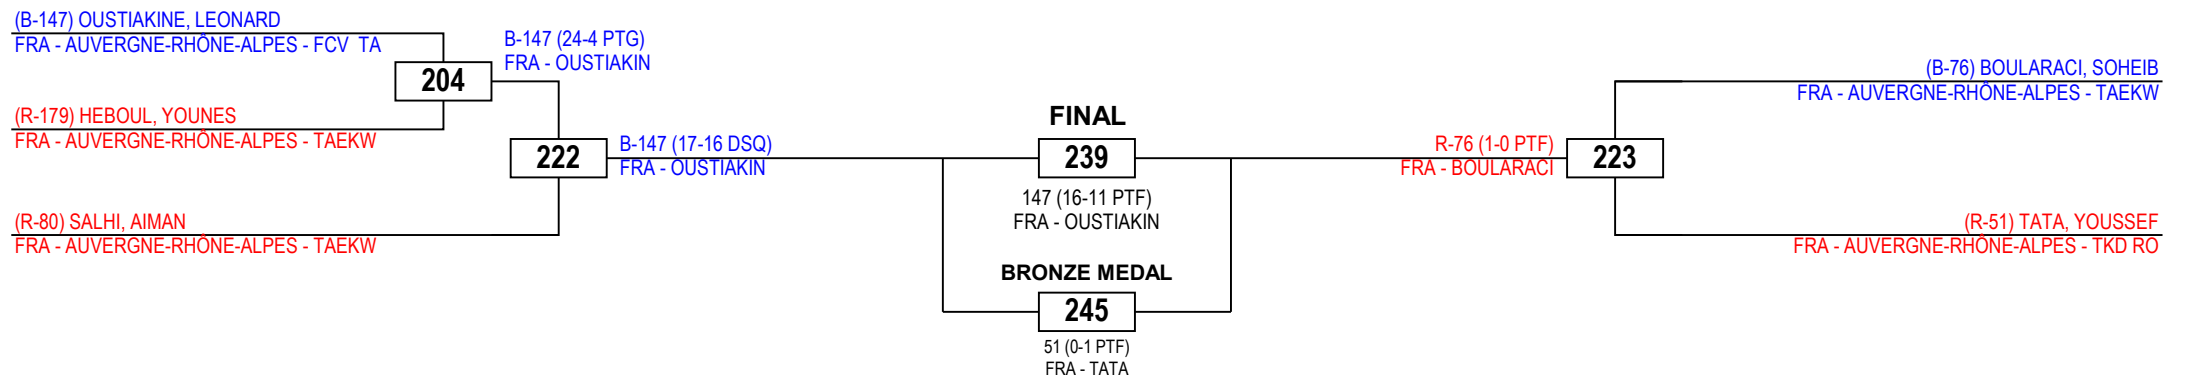 (B-147) OUSTIAKINE, LEONARD
FRA - AUVERGNE-RHÔNE-ALPES - FCV TA
204
(R-179) HEBOUL, YOUNES
FRA - AUVERGNE-RHÔNE-ALPES - TAEKW
B-147 (24-4 PTG)
FRA - OUSTIAKIN
222
(R-80) SALHI, AIMAN
FRA - AUVERGNE-RHÔNE-ALPES - TAEKW
B-147 (17-16 DSQ)
FRA - OUSTIAKIN
FINAL
239
147 (16-11 PTF)
FRA - OUSTIAKIN
BRONZE MEDAL
245
51 (0-1 PTF)
FRA - TATA
R-76 (1-0 PTF)
FRA - BOULARACI
223
(B-76) BOULARACI, SOHEIB
FRA - AUVERGNE-RHÔNE-ALPES - TAEKW
(R-51) TATA, YOUSSEF
FRA - AUVERGNE-RHÔNE-ALPES - TKD RO